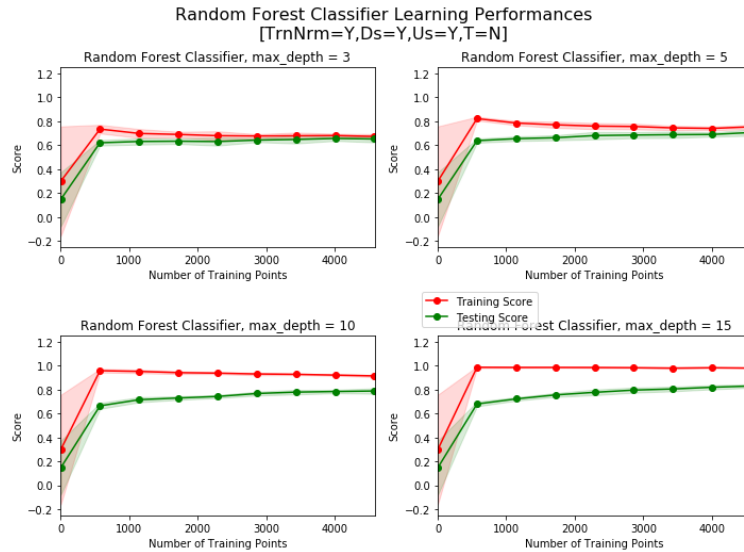 Random Forest Classifier Learning Performances
[TrnNrm=Y,Ds=Y,Us=Y,T=N]
Random Forest Classifier, max_depth = 3
1.2
1.0
0.8
0.6
0.4
0.2
0.0
−0.2
Score
0 1000 2000 3000 4000
Number of Training Points
Random Forest Classifier, max_depth = 5
1.2
1.0
0.8
0.6
0.4
0.2
0.0
−0.2
Score
0 1000 2000 3000 4000
Number of Training Points
Training Score
Testing Score
Random Forest Classifier, max_depth = 10
1.2
1.0
0.8
0.6
0.4
0.2
0.0
−0.2
Score
0 1000 2000 3000 4000
Number of Training Points
Random Forest Classifier, max_depth = 15
1.2
1.0
0.8
0.6
0.4
0.2
0.0
−0.2
Score
0 1000 2000 3000 4000
Number of Training Points